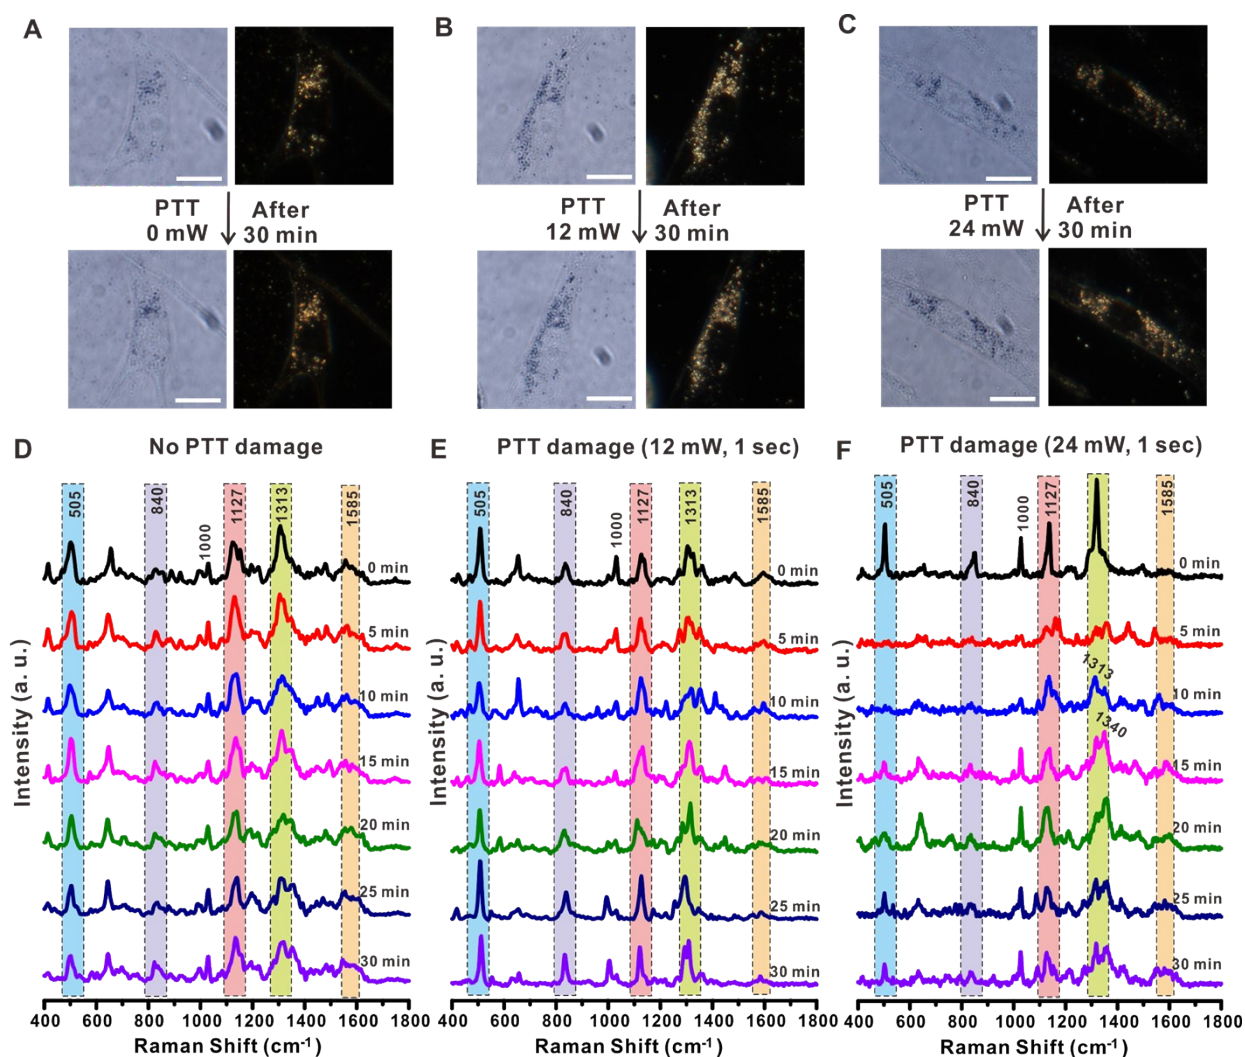 A
B
C
PTT After
0 mW 30 min
PTT After
12 mW 30 min
PTT After
24 mW 30 min
D No PTT damage
505
840
1000
1127
1313
1585
0 min
5 min
10 min
15 min
20 min
25 min
30 min
Intensity (a. u.)
400 600 800 1000 1200 1400 1600 1800
Raman Shift (cm⁻¹)
E PTT damage (12 mW, 1 sec)
505
840
1000
1127
1313
1585
0 min
5 min
10 min
15 min
20 min
25 min
30 min
Intensity (a. u.)
400 600 800 1000 1200 1400 1600 1800
Raman Shift (cm⁻¹)
F PTT damage (24 mW, 1 sec)
505
840
1000
1127
1585
0 min
5 min
1313
10 min
1340
15 min
20 min
25 min
30 min
Intensity (a. u.)
400 600 800 1000 1200 1400 1600 1800
Raman Shift (cm⁻¹)